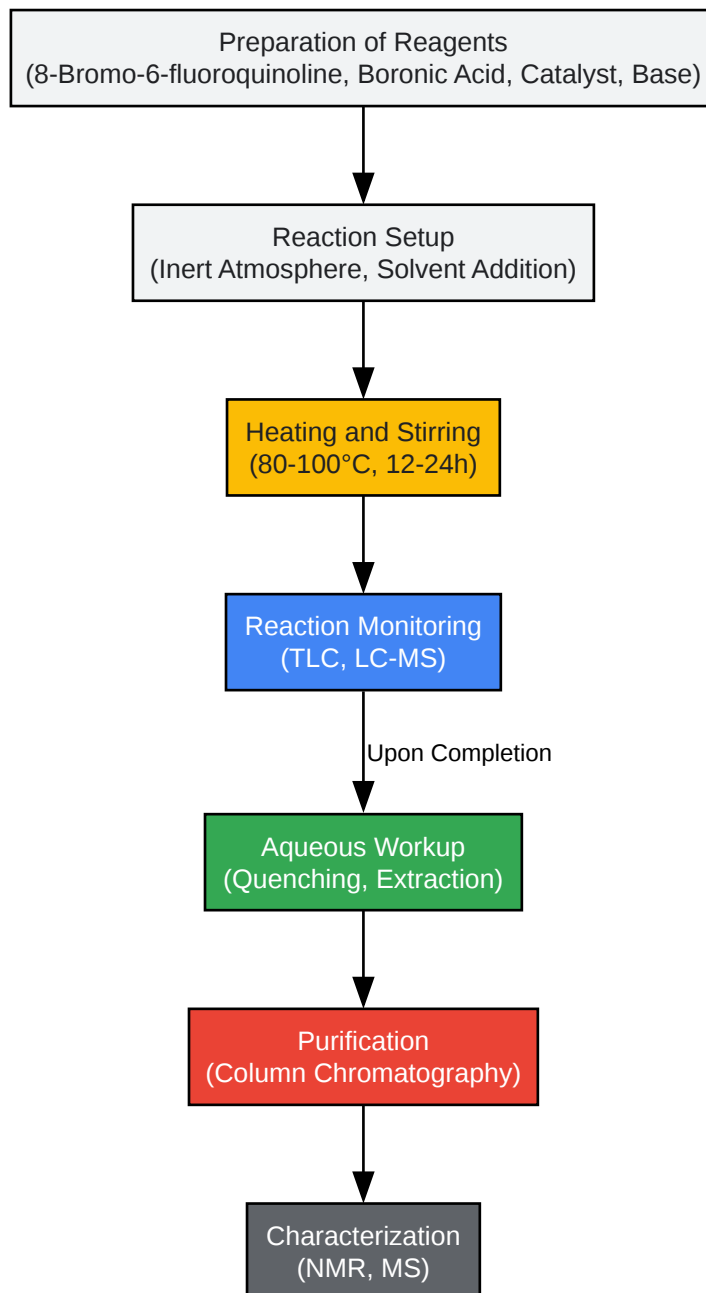 Preparation of Reagents
(8-Bromo-6-fluoroquinoline, Boronic Acid, Catalyst, Base)
Reaction Setup
(Inert Atmosphere, Solvent Addition)
Heating and Stirring
(80-100°C, 12-24h)
Reaction Monitoring
(TLC, LC-MS)
Upon Completion
Aqueous Workup
(Quenching, Extraction)
Purification
(Column Chromatography)
Characterization
(NMR, MS)